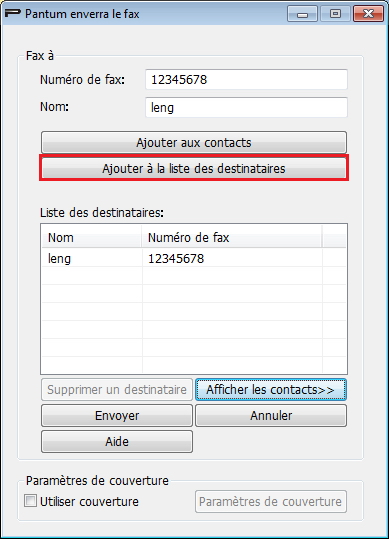 Pantum enverra le fax
Fax à
Numéro de fax: 12345678
Nom: leng
Ajouter aux contacts
Ajouter à la liste des destinataires
Liste des destinataires:
Nom Numéro de fax
leng 12345678
Supprimer un destinataire Afficher les contacts>>
Envoyer Annuler
Aide
Paramètres de couverture
Utiliser couverture Paramètres de couverture